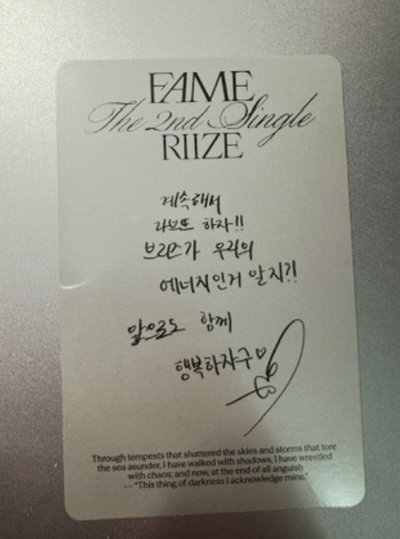 FAME
The 2nd Single
RIIZE
계속해서
라브뜨 하자!!
브리즈가 우리의
에너지인거 알지?!
앞으로도 함께
행복하자구♡
Through tempests that shattered the skies and storms that tore
the sea asunder, I have walked with shadows, I have wrestled
with chaos; and now, at the end of all anguish
— “This thing of darkness I acknowledge mine.”